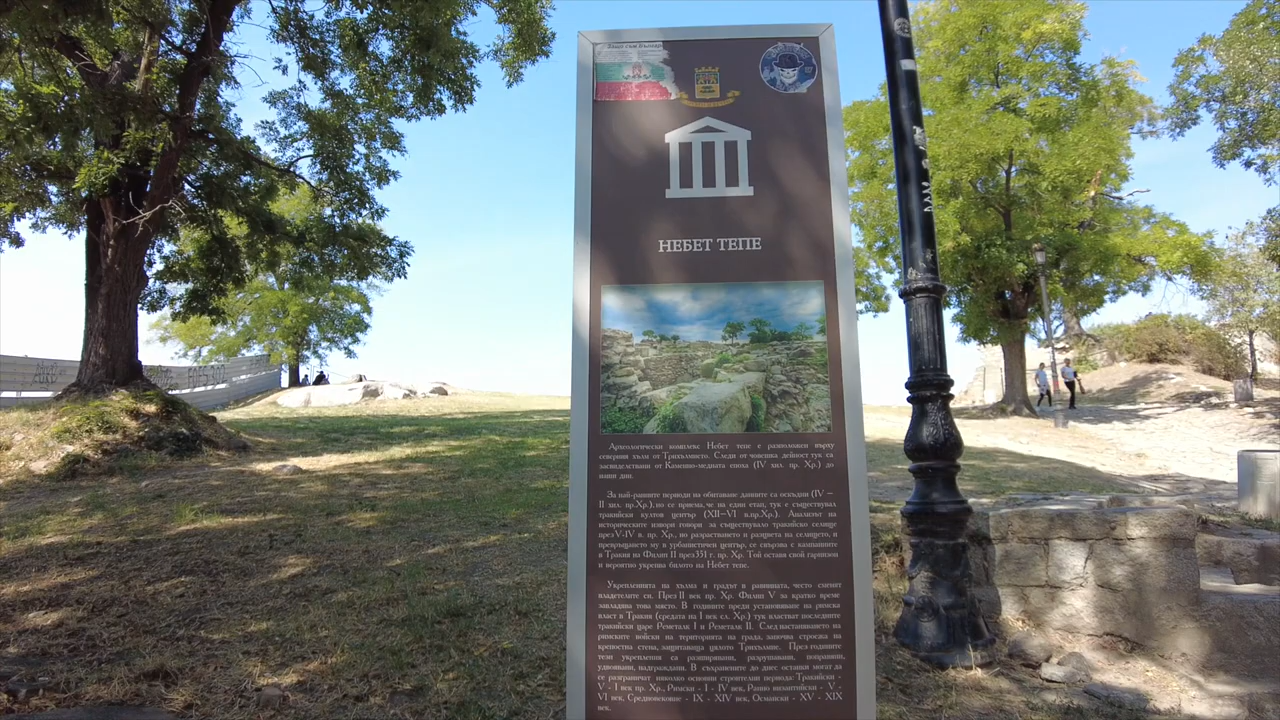 НЕБЕТ ТЕПЕ
Археологически комплекс Небет тепе е разположен върху
северния хълм от Трихълмието. Следи от човешка дейност тук са
засвидетелствани от Каменно-медната епоха (IV хил. пр. Хр.) до
наши дни.
За най-ранните периоди на обитаване данните са оскъдни (IV –
II хил. пр.Хр.), но се приема, че на един етап, тук е съществувал
тракийски култов център (XII-VI в.пр.Хр.). Анализът на
историческите извори говори за съществувало тракийско селище
през V-IV в. пр. Хр., но разрастването и разцвета на селището, и
превръщането му в урбанистичен център, се свързва с кампаниите
в Тракия на Филип II през 351 г. пр. Хр. Той оставя свой гарнизон
и вероятно укрепва билото на Небет тепе.
Укрепленията на хълма и градът в равнината, често сменят
владетелите си. През II век пр. Хр. Филип V за кратко време
завладява това място. В годините преди установяване на римска
власт в Тракия (средата на I век сл. Хр.) тук властват последните
тракийски царе Реметалк I и Реметалк II. След настаняването на
римските войски на територията на града, започва строежа на
крепостна стена, защитаваща цялото Трихълмие. През годините
тези укрепления са разширявани, разрушавани, поправяни,
удвоявани, надграждани. В съхранените до днес останки могат да
се разграничат няколко основни строителни периода: Тракийски -
V - I век пр. Хр., Римски - I - IV век, Ранно византийски - V -
VI век, Средновековие - IX - XIV век, Османски - XV - XIX
век.